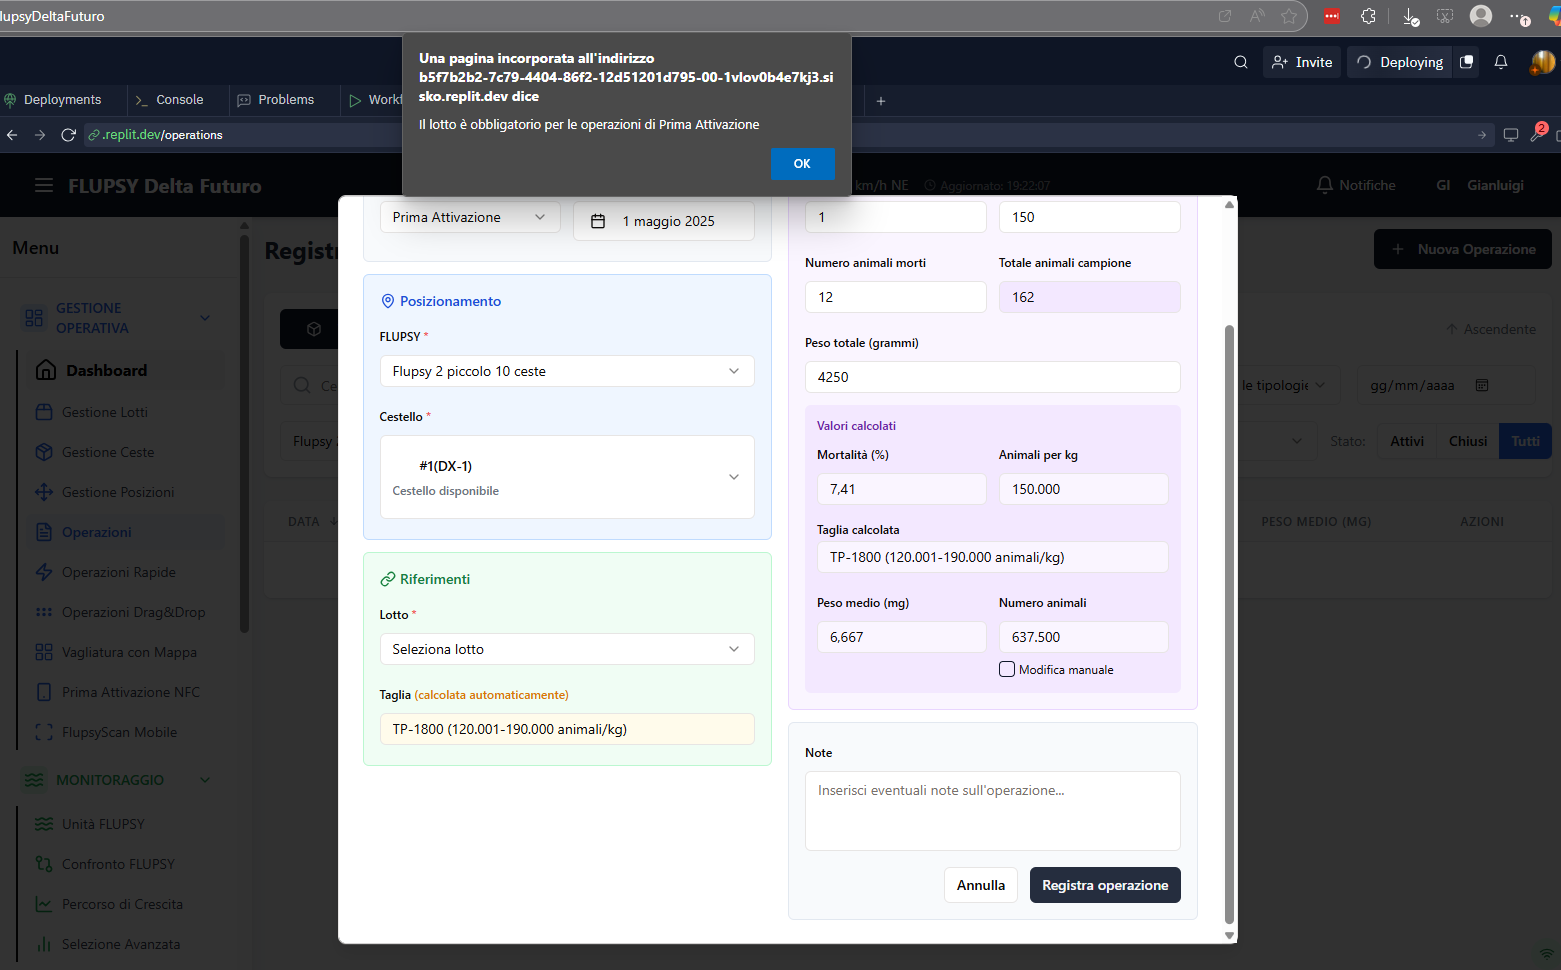 lupsyDeltaFuturo
Invite
Deploying
Deployments
Console
Problems
Workf
.replit.dev/operations
2
Una pagina incorporata all'indirizzo
b5f7b2b2-7c79-4404-86f2-12d51201d795-00-1vlov0b4e7kj3.si
sko.replit.dev dice
Il lotto è obbligatorio per le operazioni di Prima Attivazione
OK
FLUPSY Delta Futuro
km/h NE
Aggiornato: 19:22:07
Notifiche
GI
Gianluigi
Menu
GESTIONE
OPERATIVA
Dashboard
Gestione Lotti
Gestione Ceste
Gestione Posizioni
Operazioni
Operazioni Rapide
Operazioni Drag&Drop
Vagliatura con Mappa
Prima Attivazione NFC
FlupsyScan Mobile
MONITORAGGIO
Unità FLUPSY
Confronto FLUPSY
Percorso di Crescita
Selezione Avanzata
Registr
Nuova Operazione
Ascendente
Ce
le tipologie
gg/mm/aaaa
Flupsy
Stato:
Attivi
Chiusi
Tutti
DATA
PESO MEDIO (MG)
AZIONI
Prima Attivazione
1 maggio 2025
Posizionamento
FLUPSY *
Flupsy 2 piccolo 10 ceste
Cestello *
#1(DX-1)
Cestello disponibile
Riferimenti
Lotto *
Seleziona lotto
Taglia (calcolata automaticamente)
TP-1800 (120.001-190.000 animali/kg)
1
150
Numero animali morti
Totale animali campione
12
162
Peso totale (grammi)
4250
Valori calcolati
Mortalità (%)
Animali per kg
7,41
150.000
Taglia calcolata
TP-1800 (120.001-190.000 animali/kg)
Peso medio (mg)
Numero animali
6,667
637.500
Modifica manuale
Note
Inserisci eventuali note sull'operazione...
Annulla
Registra operazione